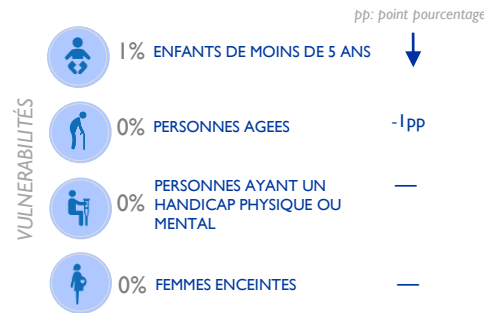 pp: point pourcentage
1% ENFANTS DE MOINS DE 5 ANS
VULNERABILITÉS
0% PERSONNES AGEES -1pp
0% PERSONNES AYANT UN HANDICAP PHYSIQUE OU MENTAL —
0% FEMMES ENCEINTES —